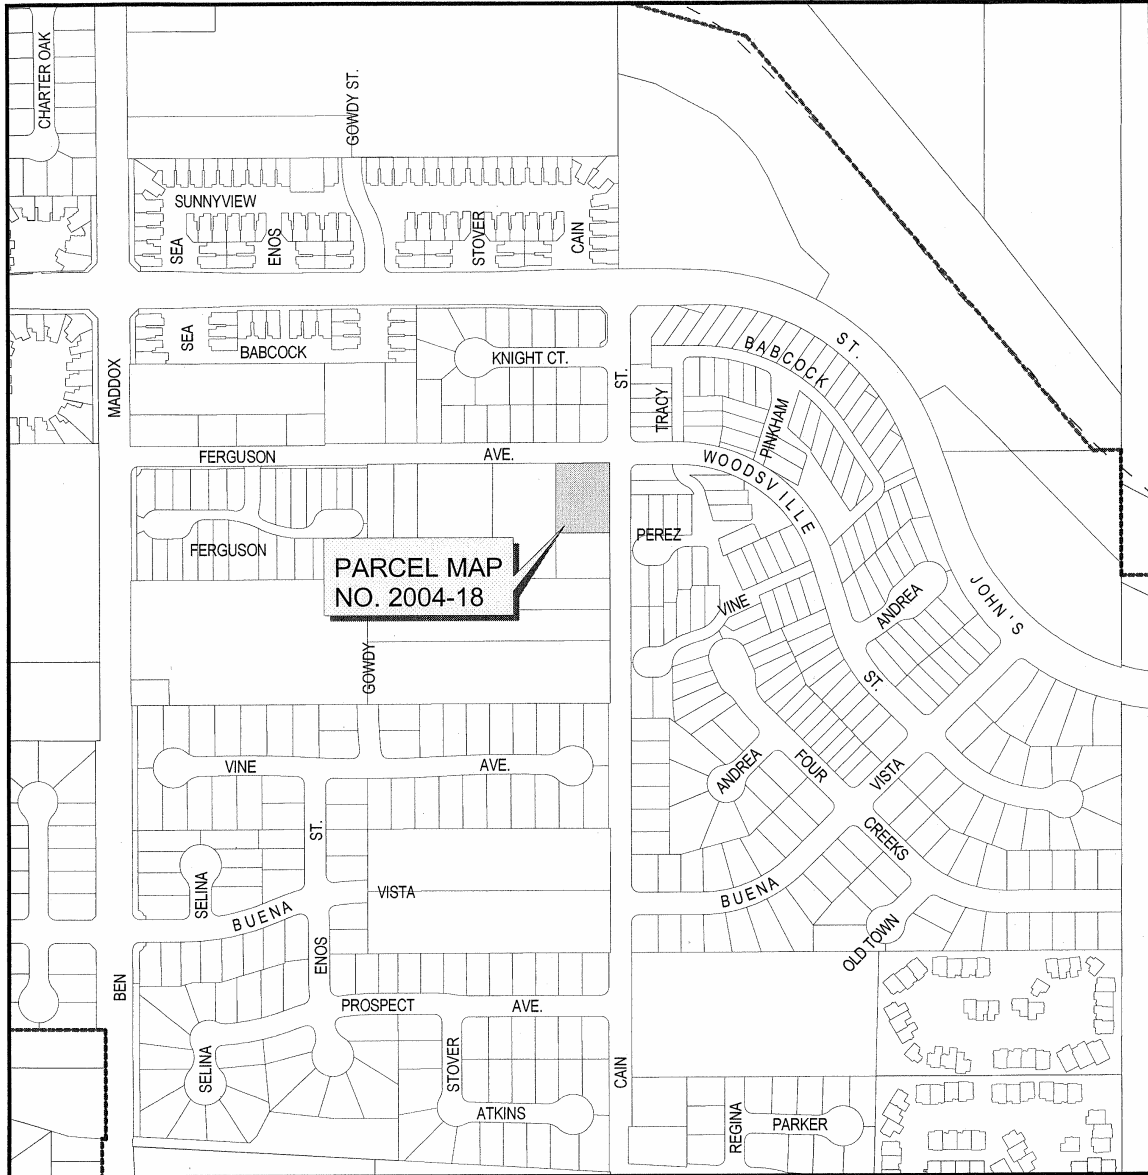 CHARTER OAK
GOWDY ST.
SUNNYVIEW
SEA
ENOS
STOVER
CAIN
MADDOX
SEA
BABCOCK
KNIGHT CT.
ST.
TRACY
BABCOCK
ST.
PINKHAM
FERGUSON
AVE.
WOODSVILLE
FERGUSON
PEREZ
PARCEL MAP
NO. 2004-18
VINE
ANDREA
JOHN'S
GOWDY
ST.
VINE
AVE.
ANDREA
FOUR
VISTA
CREEKS
ST.
SELINA
BUENA
VISTA
BUENA
OLD TOWN
ENOS
BEN
PROSPECT
AVE.
SELINA
STOVER
CAIN
ATKINS
REGINA
PARKER